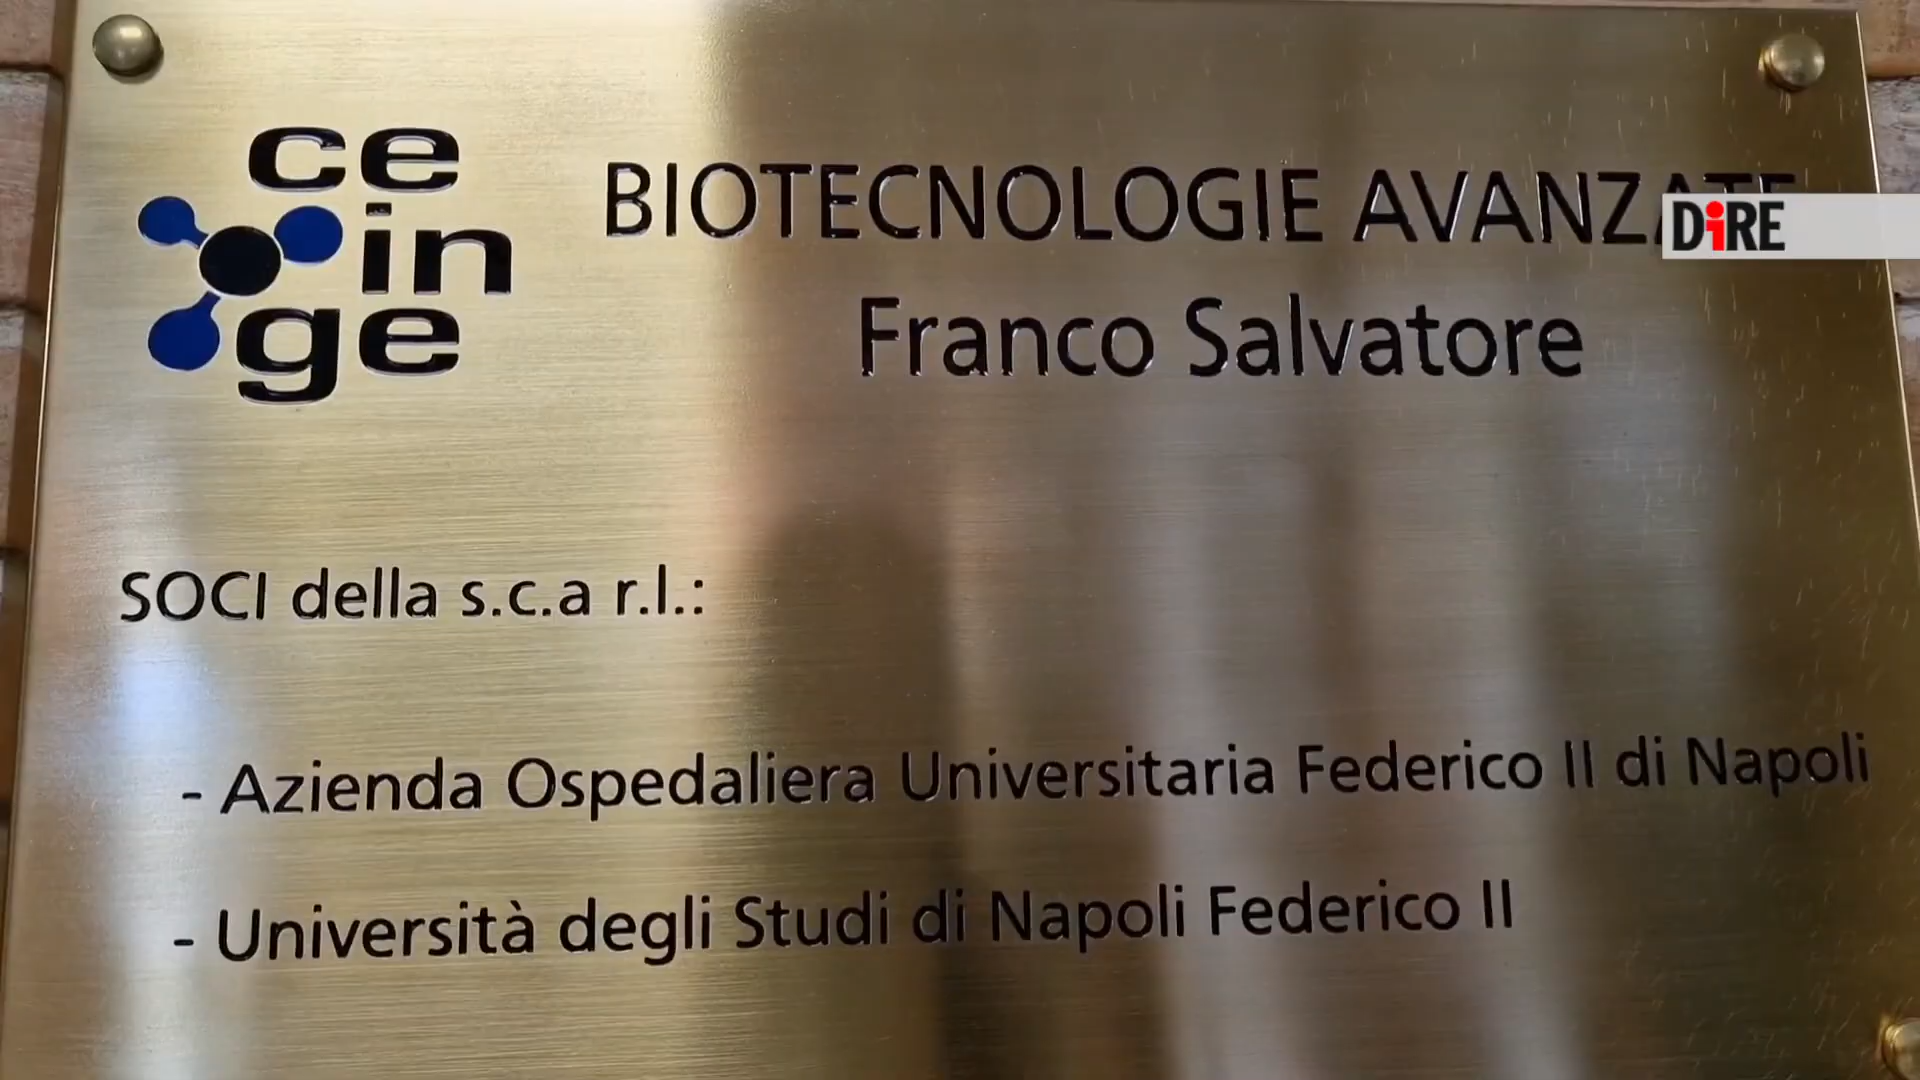 ce
in
ge
BIOTECNOLOGIE AVANZATE
DiRE
Franco Salvatore
SOCI della s.c.a r.l.:
- Azienda Ospedaliera Universitaria Federico II di Napoli
- Università degli Studi di Napoli Federico II